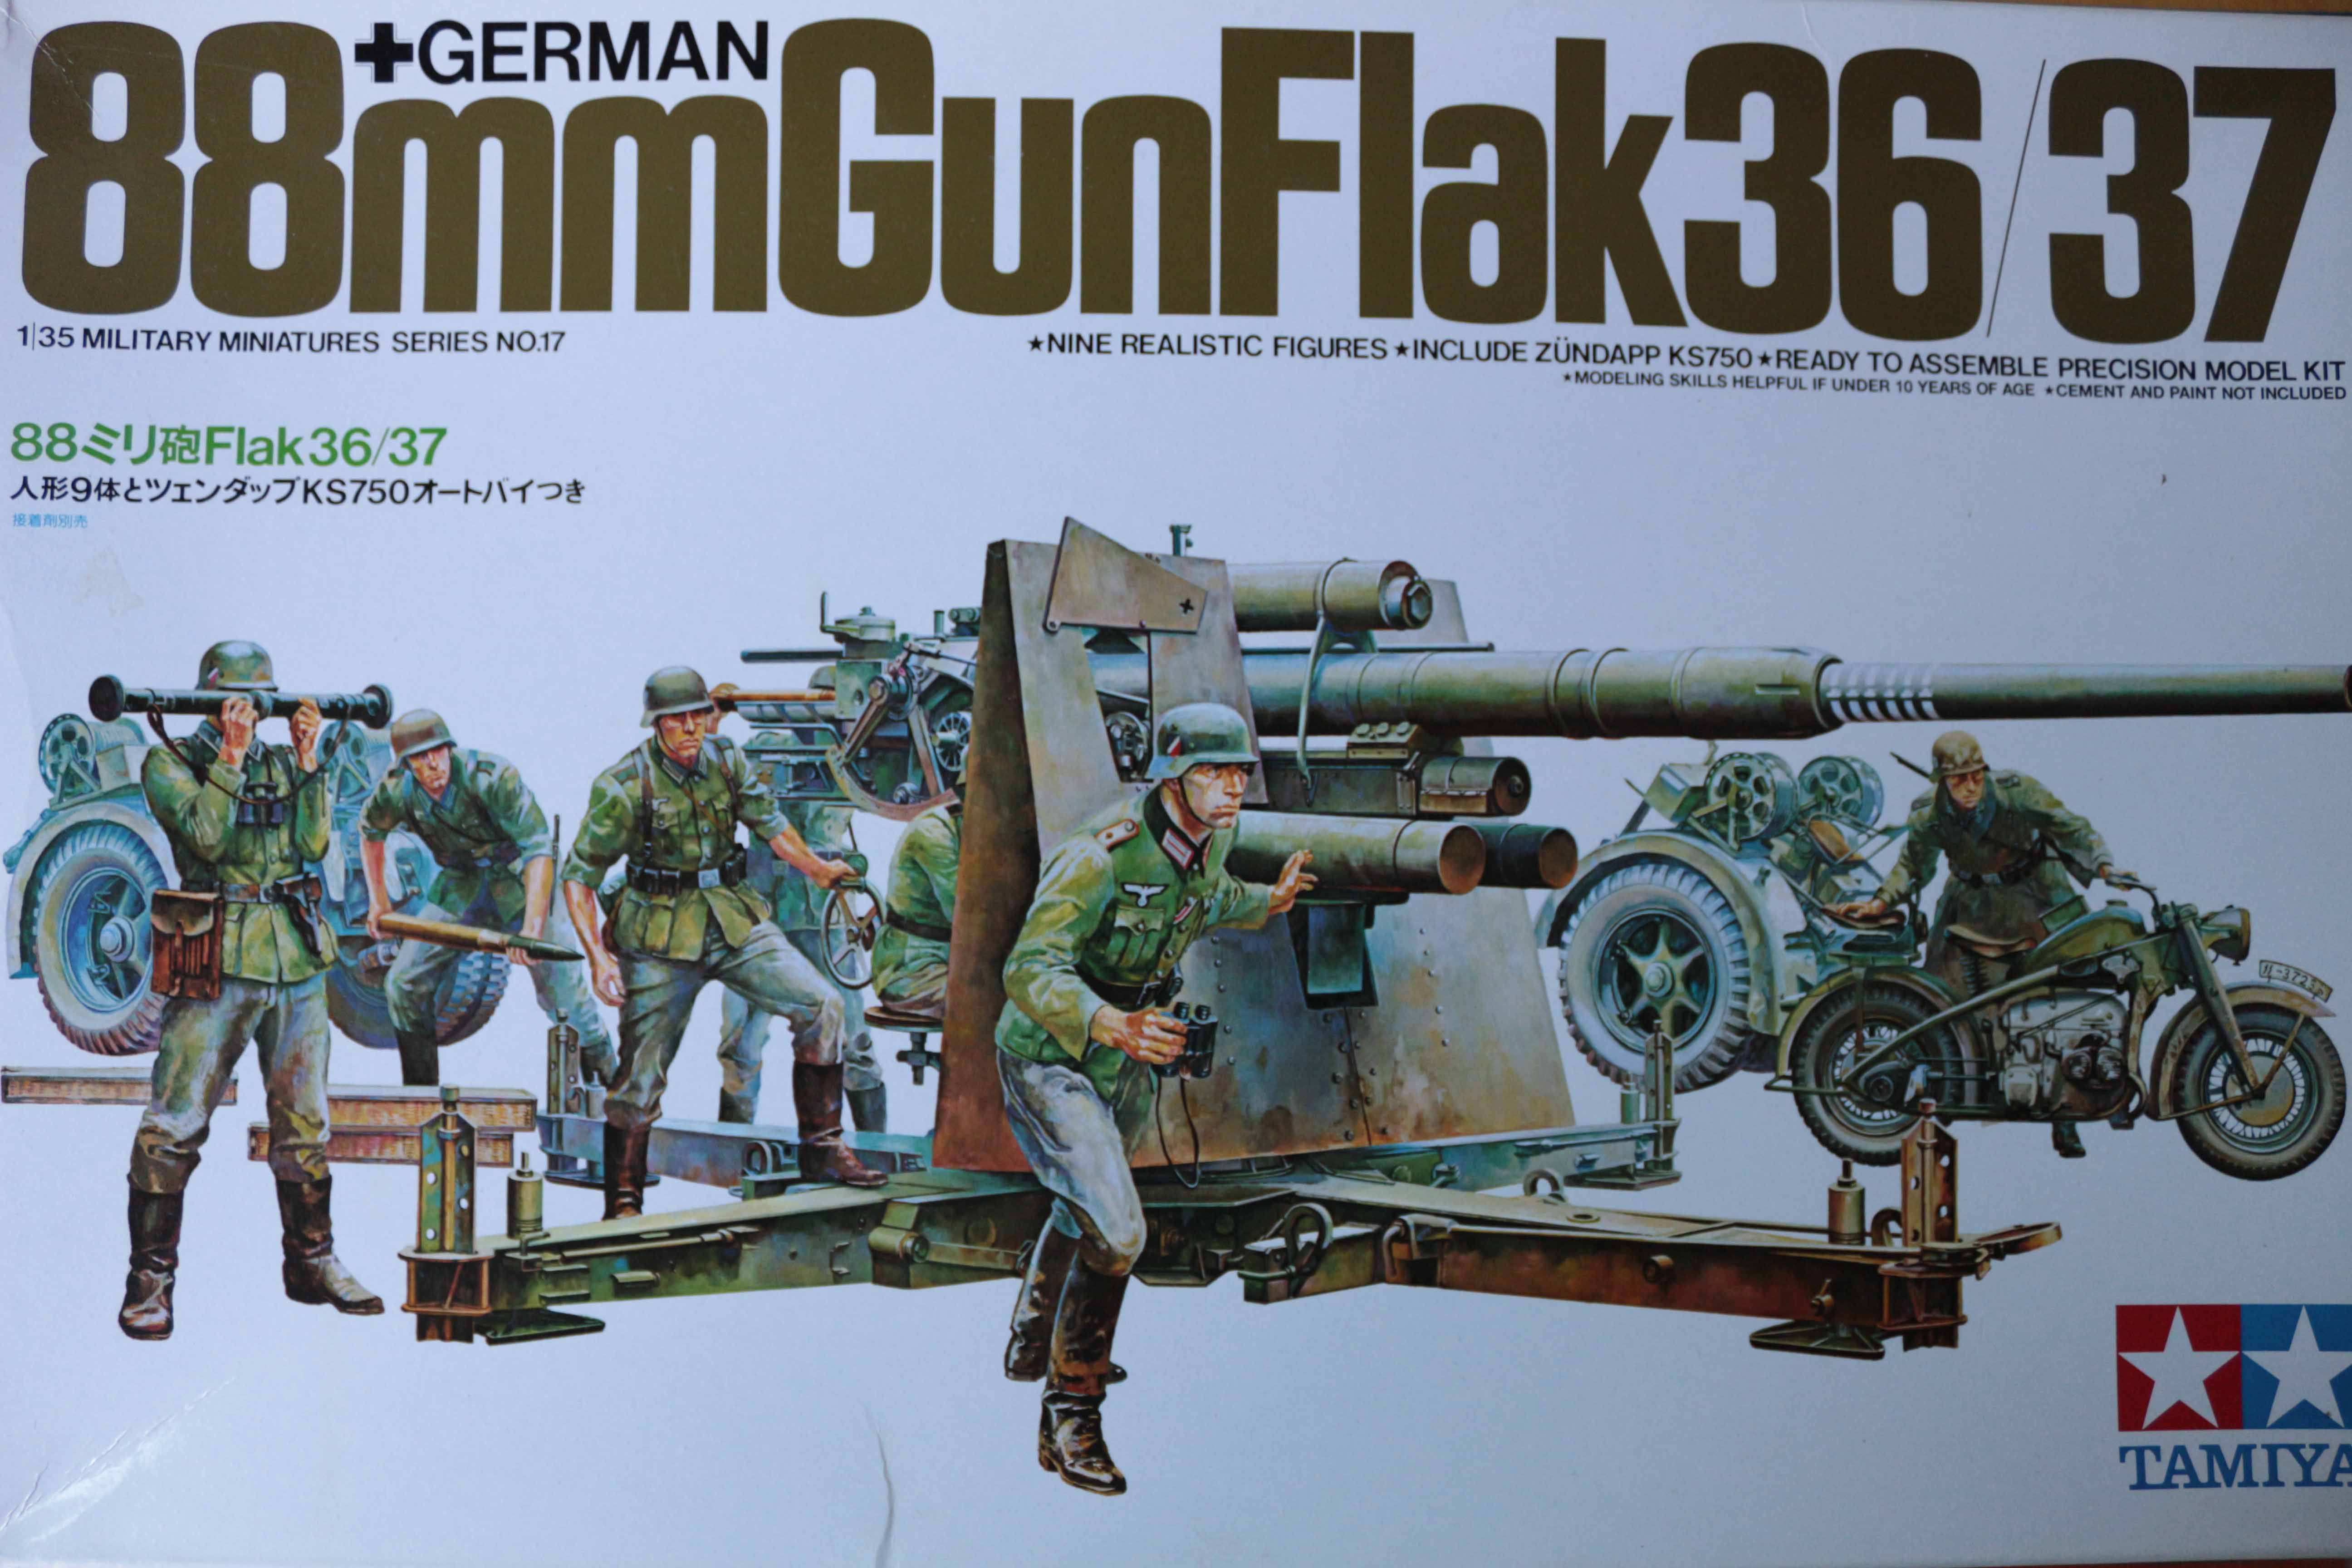 88mm GunFlak36/37
GERMAN
1/35 MILITARY MINIATURES SERIES NO.17
★NINE REALISTIC FIGURES ★INCLUDE ZÜNDAPP KS750 ★READY TO ASSEMBLE PRECISION MODEL KIT
★MODELING SKILLS HELPFUL IF UNDER 10 YEARS OF AGE ★CEMENT AND PAINT NOT INCLUDED
88ミリ砲Flak36/37
人形9体とツェンダップKS750オートバイつき
接着剤別売
TAMIYA